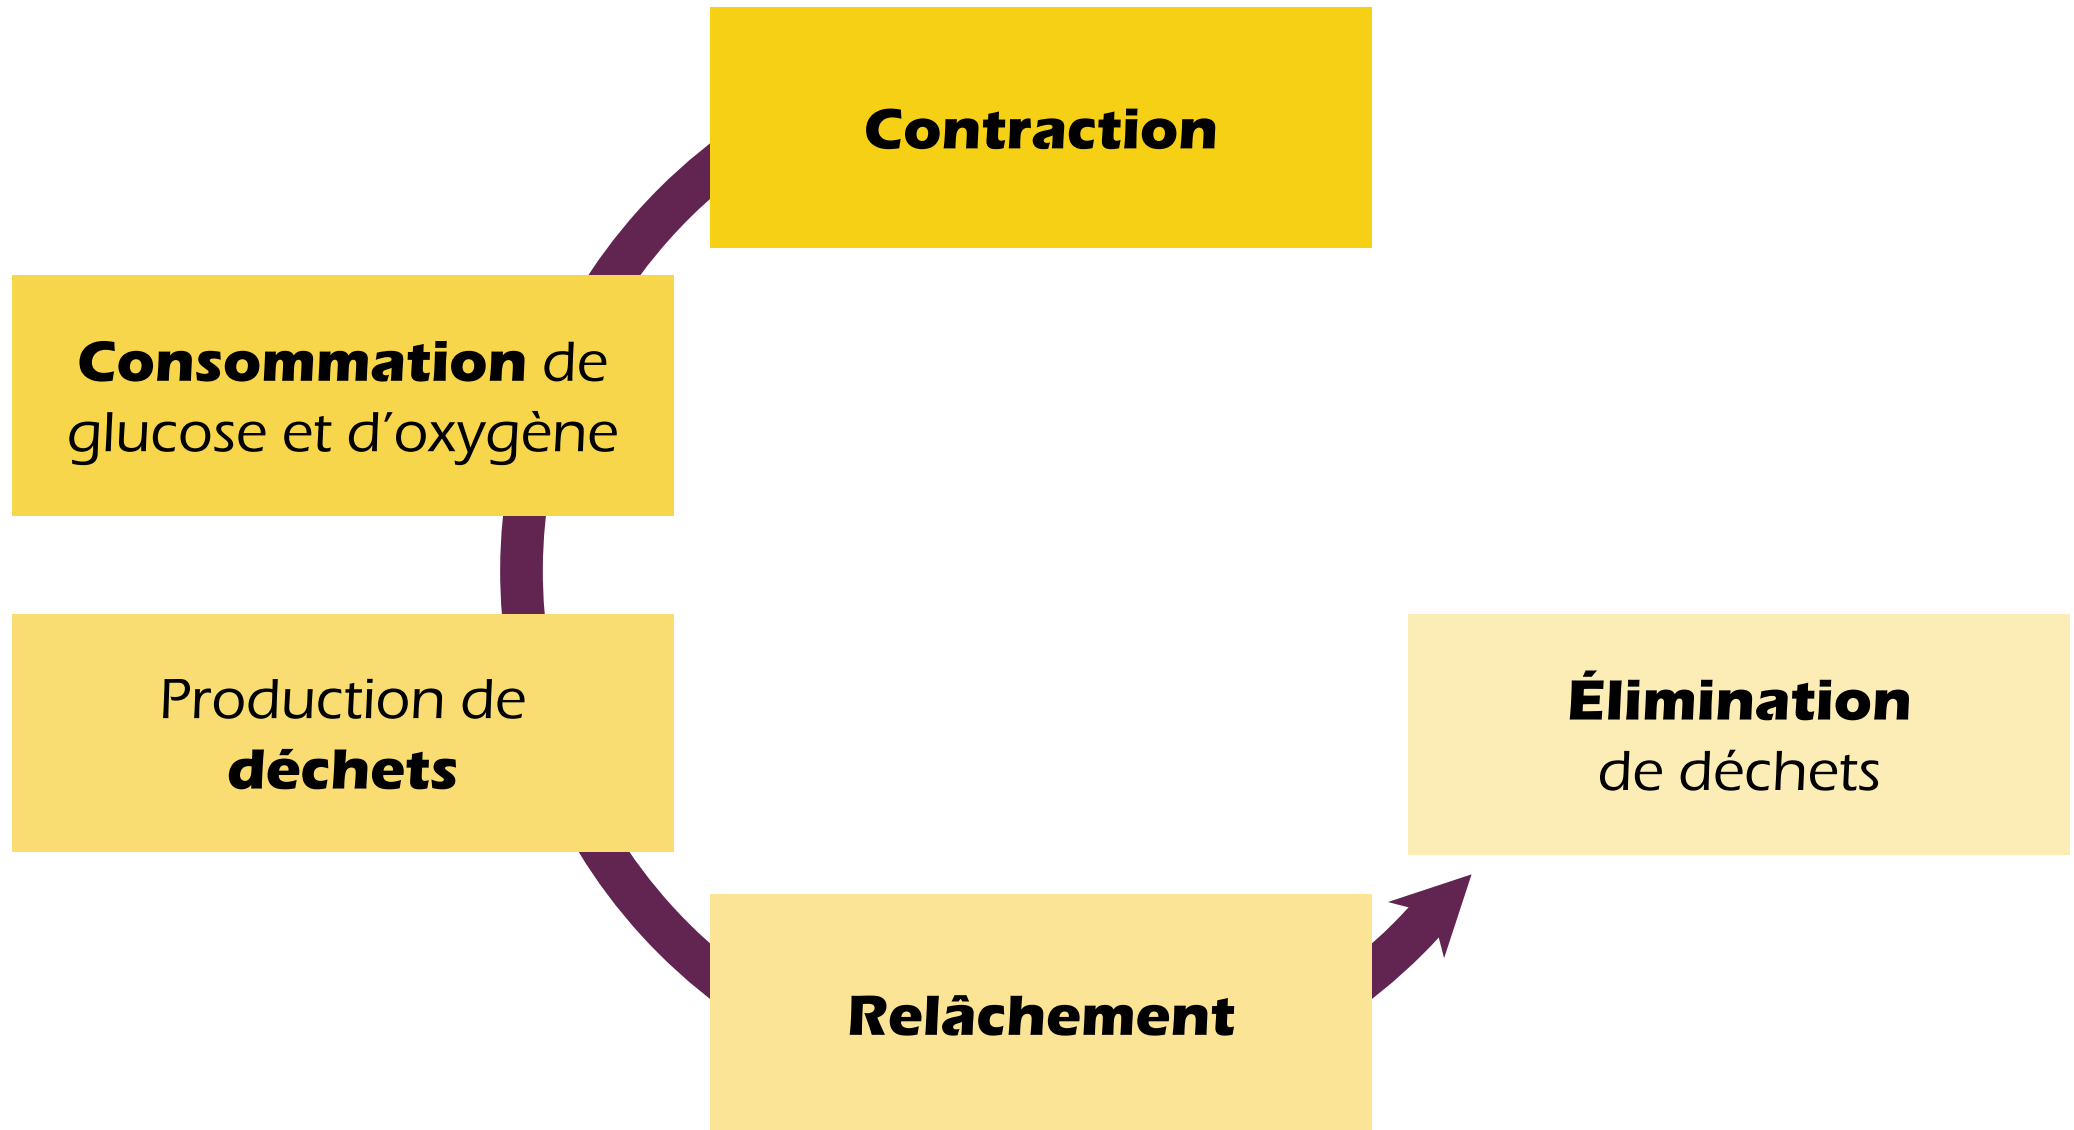 Contraction
Consommation de
glucose et d’oxygène
Production de
déchets
Relâchement
Élimination
de déchets